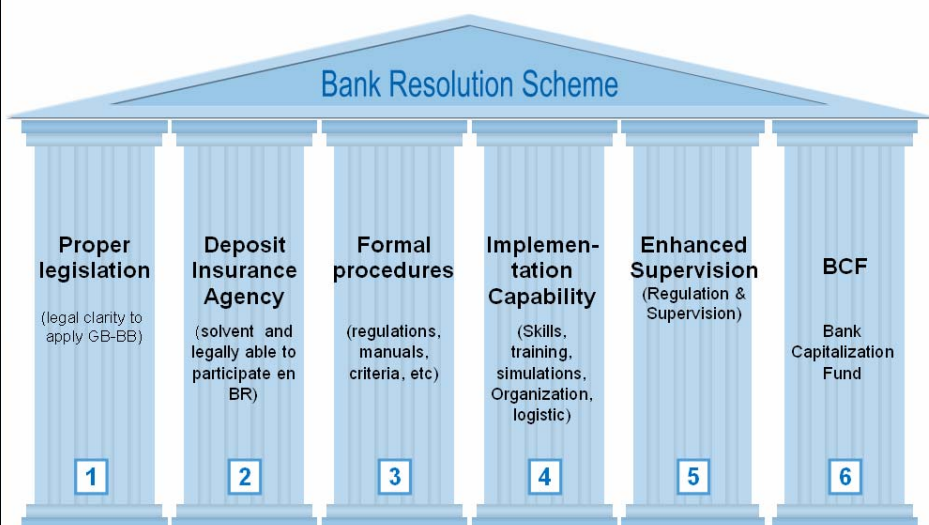 Bank Resolution Scheme
Proper
legislation
(legal clarity to
apply GB-BB)
1
Deposit
Insurance
Agency
(solvent and
legally able to
participate en
BR)
2
Formal
procedures
(regulations,
manuals,
criteria, etc)
3
Implemen-
tation
Capability
(Skills,
training,
simulations,
Organization,
logistic)
4
Enhanced
Supervision
(Regulation &
Supervision)
5
BCF
Bank
Capitalization
Fund
6